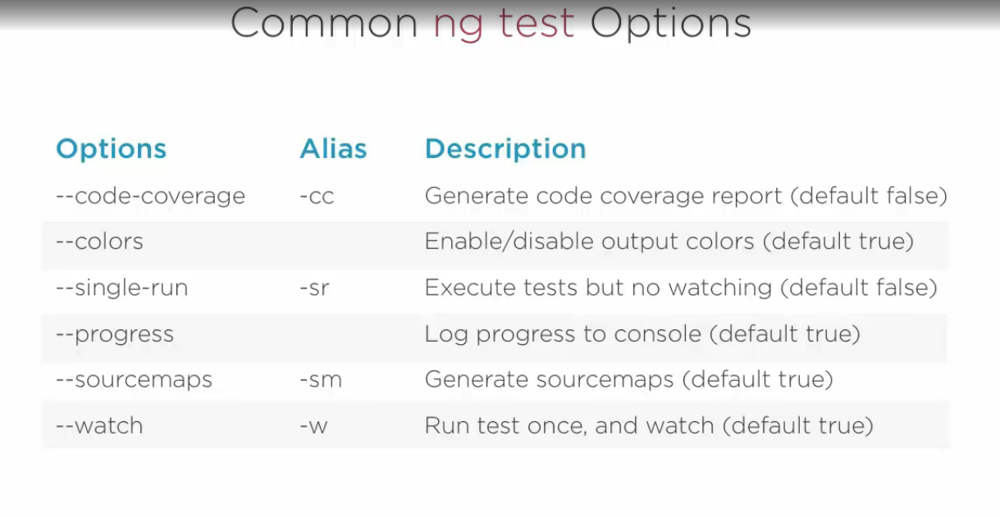 Common ng test Options
Options Alias Description
--code-coverage -cc Generate code coverage report (default false)
--colors Enable/disable output colors (default true)
--single-run -sr Execute tests but no watching (default false)
--progress Log progress to console (default true)
--sourcemaps -sm Generate sourcemaps (default true)
--watch -w Run test once, and watch (default true)